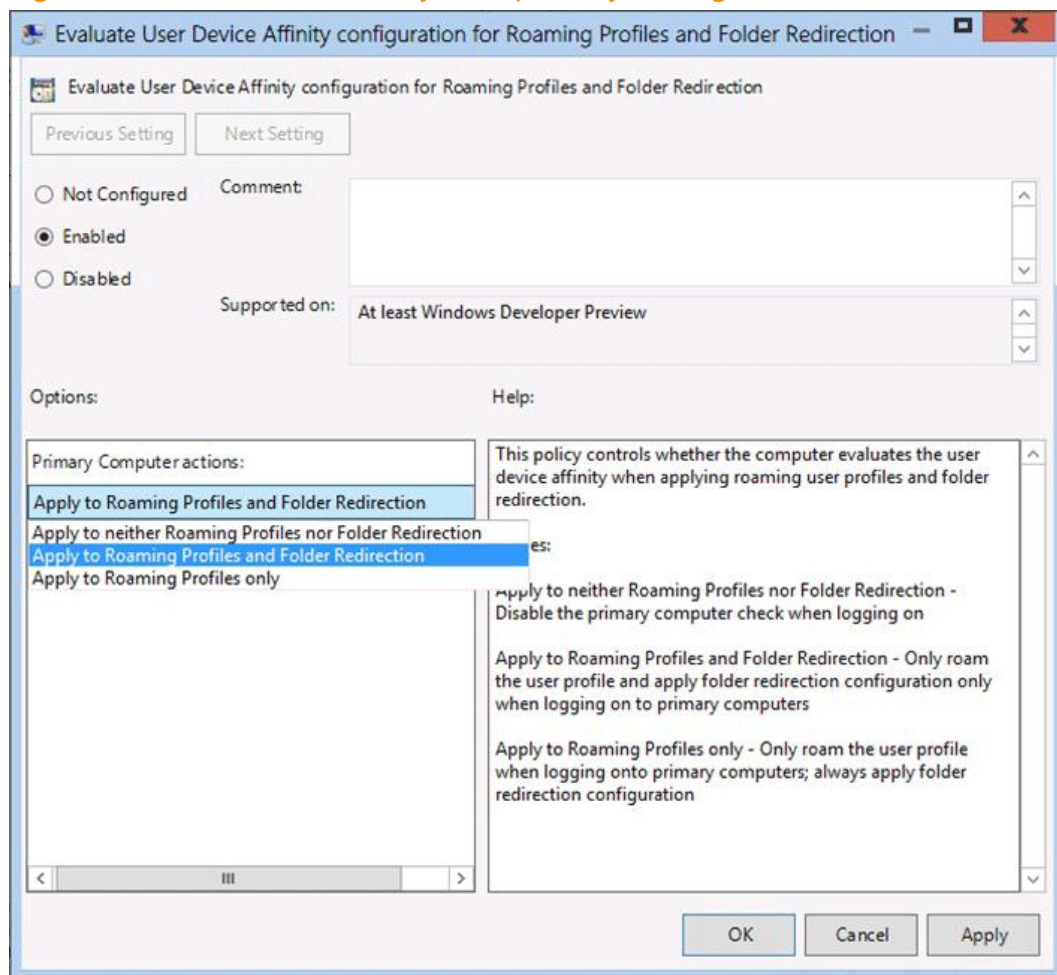 Evaluate User Device Affinity configuration for Roaming Profiles and Folder Redirection
Evaluate User Device Affinity configuration for Roaming Profiles and Folder Redirection
Previous Setting
Next Setting
Not Configured
Comment:
Enabled
Disabled
Supported on:
At least Windows Developer Preview
Options:
Help:
Primary Computer actions:
Apply to Roaming Profiles and Folder Redirection
Apply to neither Roaming Profiles nor Folder Redirection
Apply to Roaming Profiles and Folder Redirection
Apply to Roaming Profiles only
This policy controls whether the computer evaluates the user
device affinity when applying roaming user profiles and folder
redirection.
es:
Apply to neither Roaming Profiles nor Folder Redirection -
Disable the primary computer check when logging on
Apply to Roaming Profiles and Folder Redirection - Only roam
the user profile and apply folder redirection configuration only
when logging on to primary computers
Apply to Roaming Profiles only - Only roam the user profile
when logging onto primary computers; always apply folder
redirection configuration
OK
Cancel
Apply